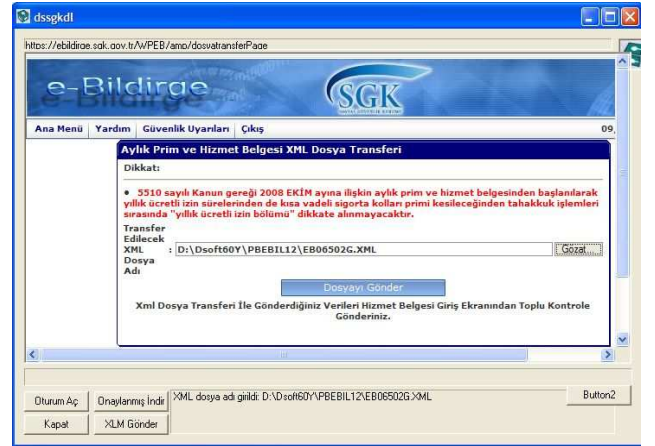 dssgkdl
https://ebildirge.sgk.gov.tr/WPEB/amp/dosyatransferPage
e-Bildirge
SGK
Ana Menü Yardım Güvenlik Uyarıları Çıkış 09,
Aylık Prim ve Hizmet Belgesi XML Dosya Transferi
Dikkat:
• 5510 sayılı Kanun gereği 2008 EKİM ayına ilişkin aylık prim ve hizmet belgesinden başlanılarak
yıllık ücretli izin sürelerinden de kısa vadeli sigorta kolları primi kesileceğinden tahakkuk işlemleri
sırasında "yıllık ücretli izin bölümü" dikkate alınmayacaktır.
Transfer
Edilecek
XML : D:\Dsoft60Y\PBEBIL12\EB06502G.XML Gözat...
Dosya
Adı
Dosyayı Gönder
Xml Dosya Transferi İle Gönderdiğiniz Verileri Hizmet Belgesi Giriş Ekranından Toplu Kontrole
Gönderiniz.
Oturum Aç Onaylanmış İndir XML dosya adı girildi: D:\Dsoft60Y\PBEBIL12\EB06502G.XML Button2
Kapat XLM Gönder